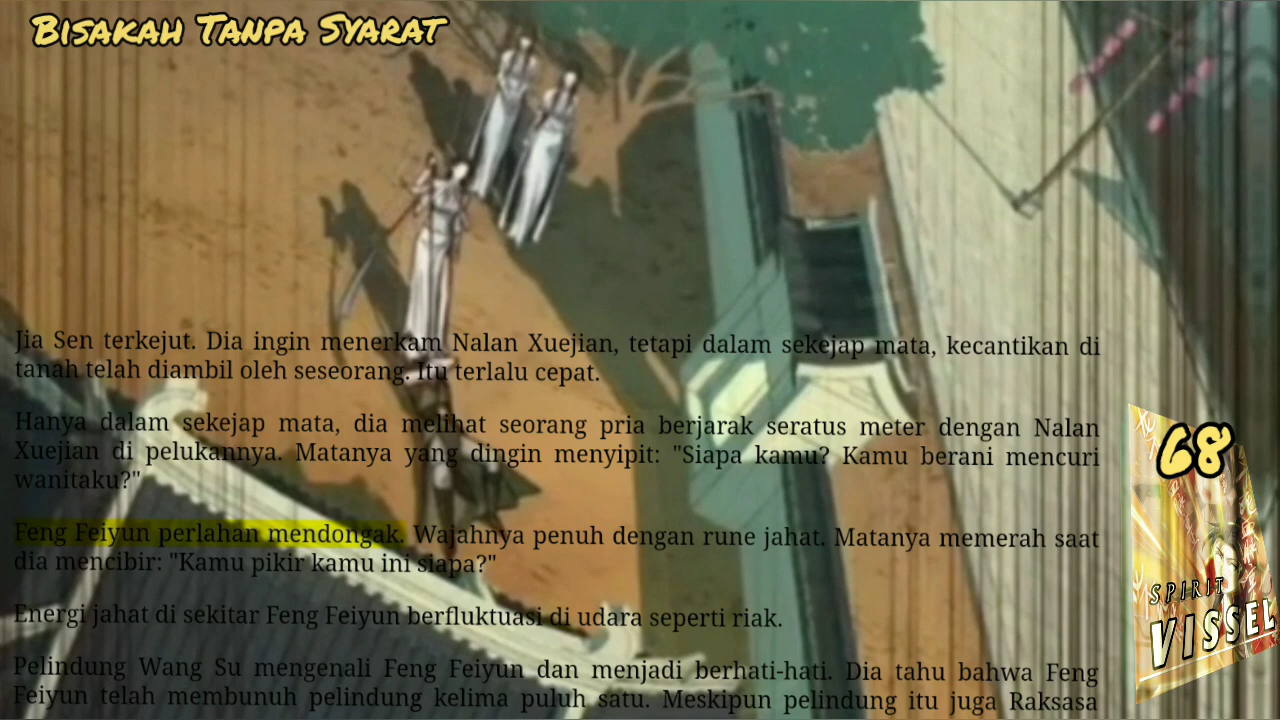 Bisakah Tanpa Syarat
Jia Sen terkejut. Dia ingin menerkam Nalan Xuejian, tetapi dalam sekejap mata, kecantikan di
tanah telah diambil oleh seseorang. Itu terlalu cepat.
Hanya dalam sekejap mata, dia melihat seorang pria berjarak seratus meter dengan Nalan
Xuejian di pelukannya. Matanya yang dingin menyipit: "Siapa kamu? Kamu berani mencuri
wanitaku?"
Feng Feiyun perlahan mendongak. Wajahnya penuh dengan rune jahat. Matanya memerah saat
dia mencibir: "Kamu pikir kamu ini siapa?"
Energi jahat di sekitar Feng Feiyun berfluktuasi di udara seperti riak.
Pelindung Wang Su mengenali Feng Feiyun dan menjadi berhati-hati. Dia tahu bahwa Feng
Feiyun telah membunuh pelindung kelima puluh satu. Meskipun pelindung itu juga Raksasa
68
SPIRIT
VISSEL